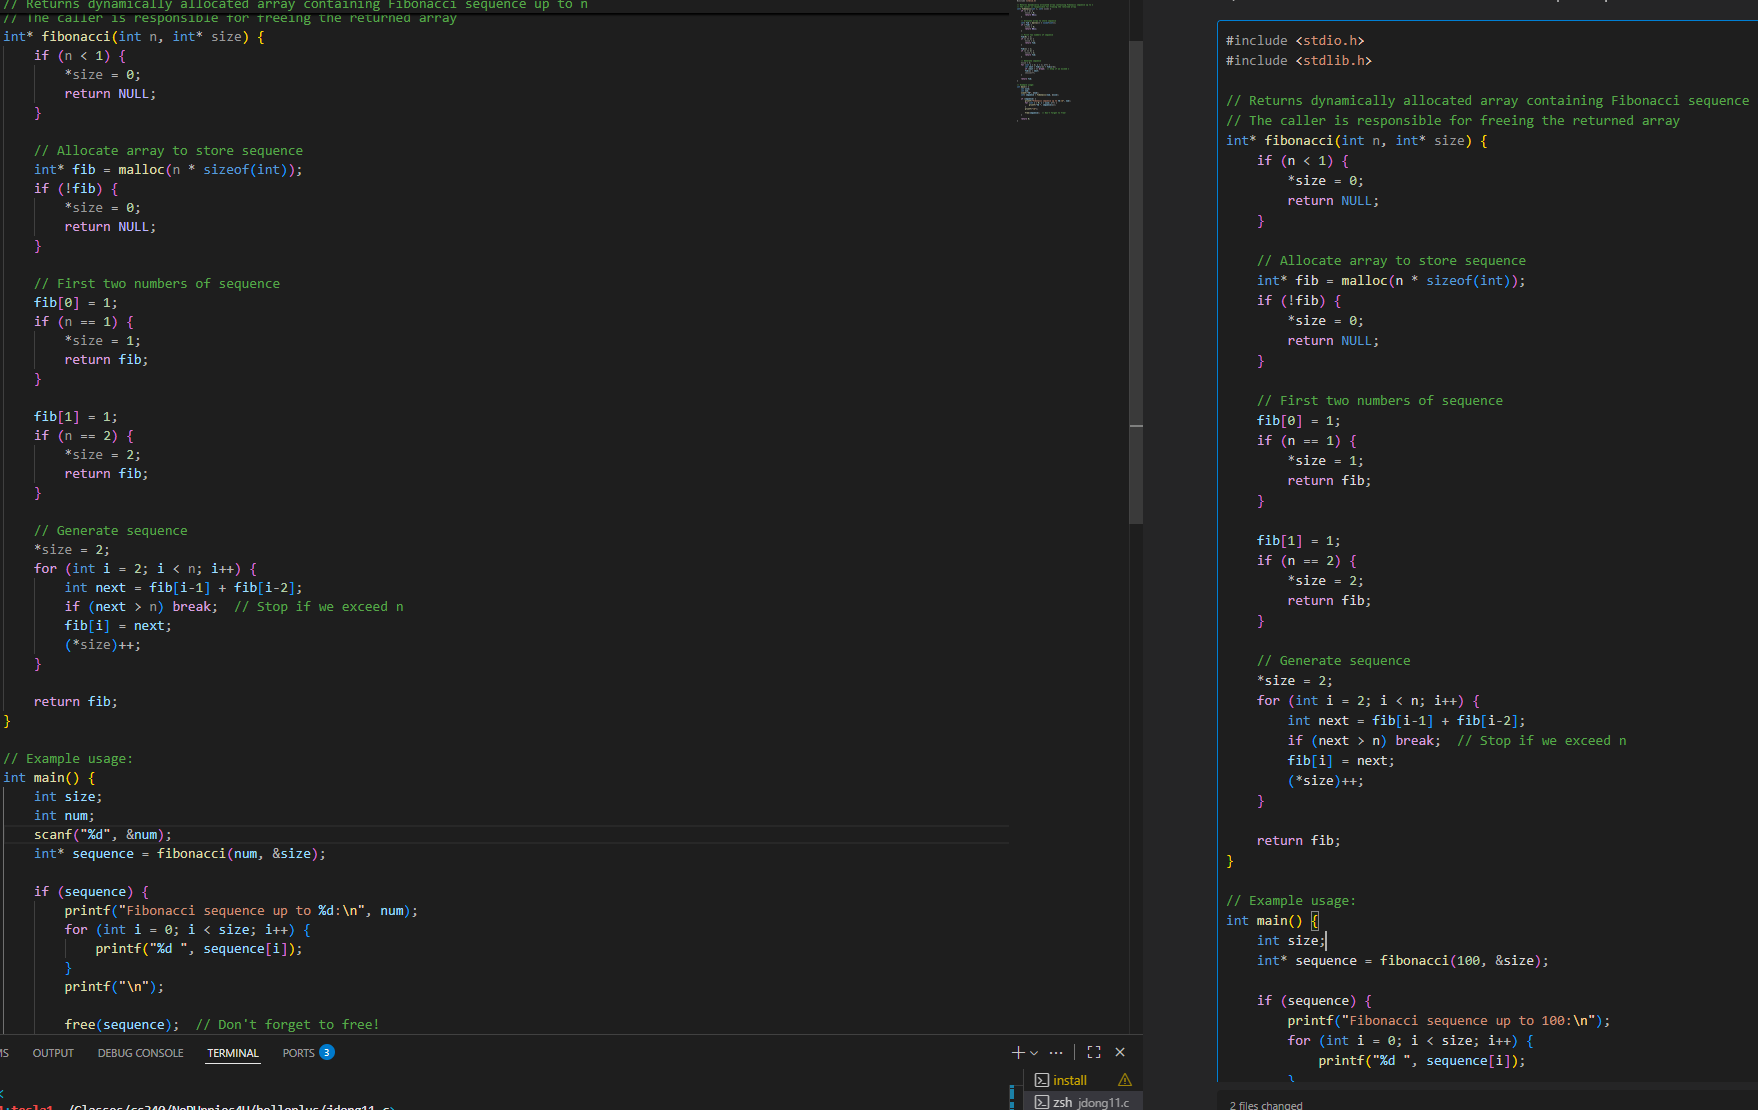 // Returns dynamically allocated array containing Fibonacci sequence up to n
// The caller is responsible for freeing the returned array
int* fibonacci(int n, int* size) {
    if (n < 1) {
        *size = 0;
        return NULL;
    }

    // Allocate array to store sequence
    int* fib = malloc(n * sizeof(int));
    if (!fib) {
        *size = 0;
        return NULL;
    }

    // First two numbers of sequence
    fib[0] = 1;
    if (n == 1) {
        *size = 1;
        return fib;
    }

    fib[1] = 1;
    if (n == 2) {
        *size = 2;
        return fib;
    }

    // Generate sequence
    *size = 2;
    for (int i = 2; i < n; i++) {
        int next = fib[i-1] + fib[i-2];
        if (next > n) break;  // Stop if we exceed n
        fib[i] = next;
        (*size)++;
    }

    return fib;
}

// Example usage:
int main() {
    int size;
    int num;
    scanf("%d", &num);
    int* sequence = fibonacci(num, &size);

    if (sequence) {
        printf("Fibonacci sequence up to %d:\n", num);
        for (int i = 0; i < size; i++) {
            printf("%d ", sequence[i]);
        }
        printf("\n");

        free(sequence);  // Don't forget to free!
MS OUTPUT DEBUG CONSOLE TERMINAL PORTS 3
install
zsh jdong11.c
#include <stdio.h>
#include <stdlib.h>

// Returns dynamically allocated array containing Fibonacci sequence
// The caller is responsible for freeing the returned array
int* fibonacci(int n, int* size) {
    if (n < 1) {
        *size = 0;
        return NULL;
    }

    // Allocate array to store sequence
    int* fib = malloc(n * sizeof(int));
    if (!fib) {
        *size = 0;
        return NULL;
    }

    // First two numbers of sequence
    fib[0] = 1;
    if (n == 1) {
        *size = 1;
        return fib;
    }

    fib[1] = 1;
    if (n == 2) {
        *size = 2;
        return fib;
    }

    // Generate sequence
    *size = 2;
    for (int i = 2; i < n; i++) {
        int next = fib[i-1] + fib[i-2];
        if (next > n) break;  // Stop if we exceed n
        fib[i] = next;
        (*size)++;
    }

    return fib;
}

// Example usage:
int main() {
    int size;
    int* sequence = fibonacci(100, &size);

    if (sequence) {
        printf("Fibonacci sequence up to 100:\n");
        for (int i = 0; i < size; i++) {
            printf("%d ", sequence[i]);
        }
2 files changed